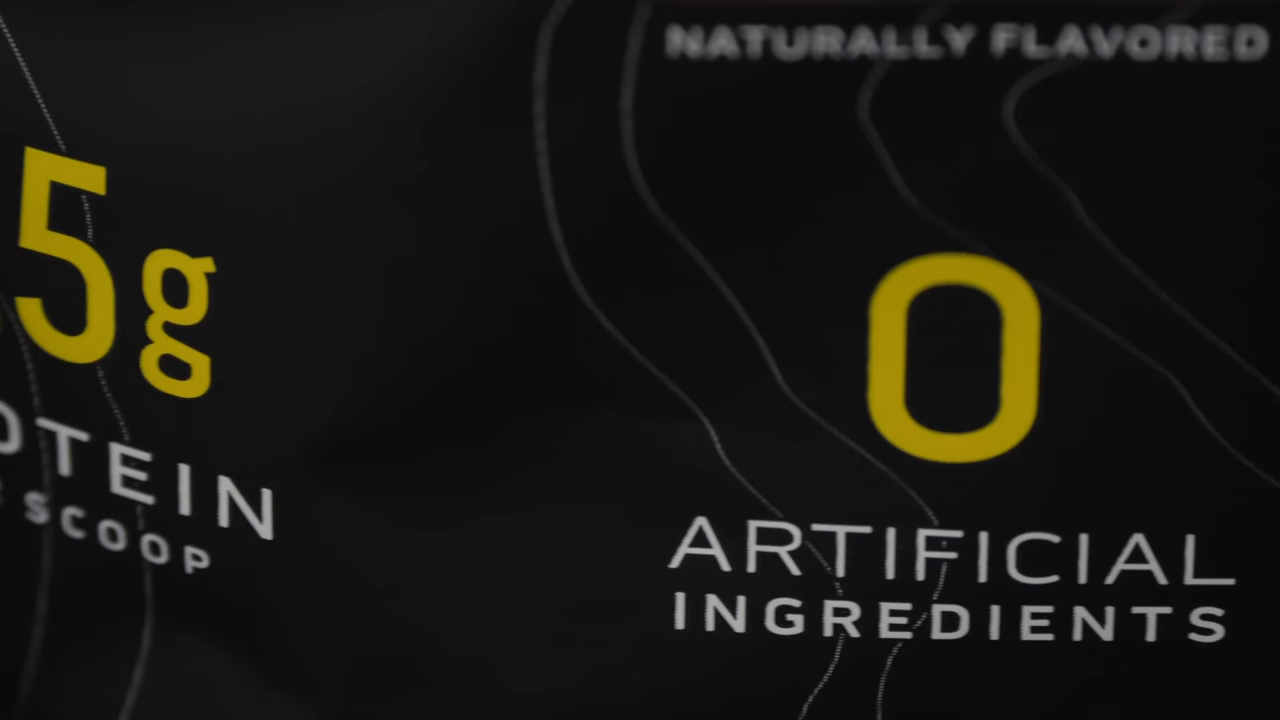 NATURALLY FLAVORED
5g
OTEIN
SCOOP
0
ARTIFICIAL
INGREDIENTS